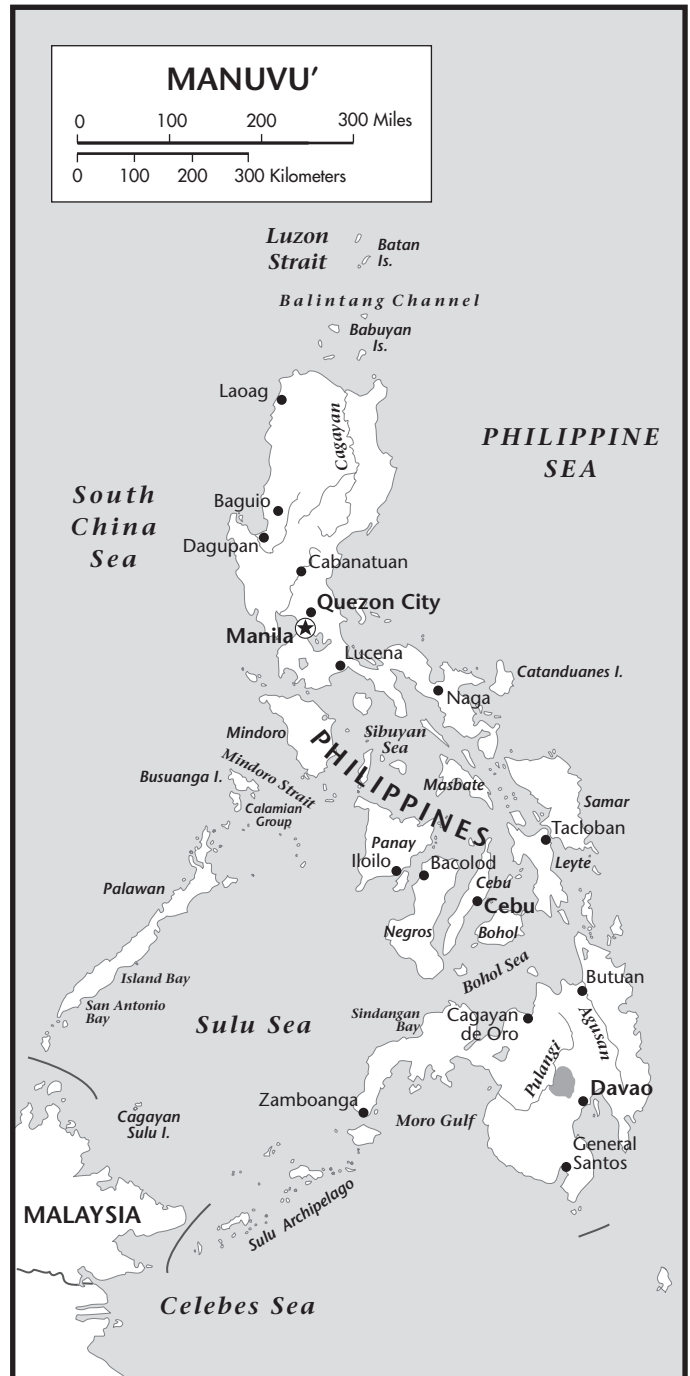 MANUVU'
0 100 200 300 Miles
0 100 200 300 Kilometers
Luzon
Strait
Batan
Is.
Balintang Channel
Babuyan
Is.
Laoag
Cagayan
PHILIPPINE
SEA
South
China
Sea
Baguio
Dagupan
Cabanatuan
Quezon City
Manila
Lucena
Catanduanes I.
Naga
Mindoro
Sibuyan
Sea
PHILIPPINES
Mindoro Strait
Busuanga I.
Calamian
Group
Masbate
Samar
Tacloban
Panay
Iloilo
Bacolod
Leyte
Cebu
Cebu
Palawan
Negros
Bohol
Bohol Sea
Island Bay
San Antonio
Bay
Butuan
Sulu Sea
Sindangan
Bay
Cagayan
de Oro
Agusan
Pulangi
Davao
Zamboanga
Moro Gulf
Cagayan
Sulu I.
General
Santos
MALAYSIA
Sulu Archipelago
Celebes Sea